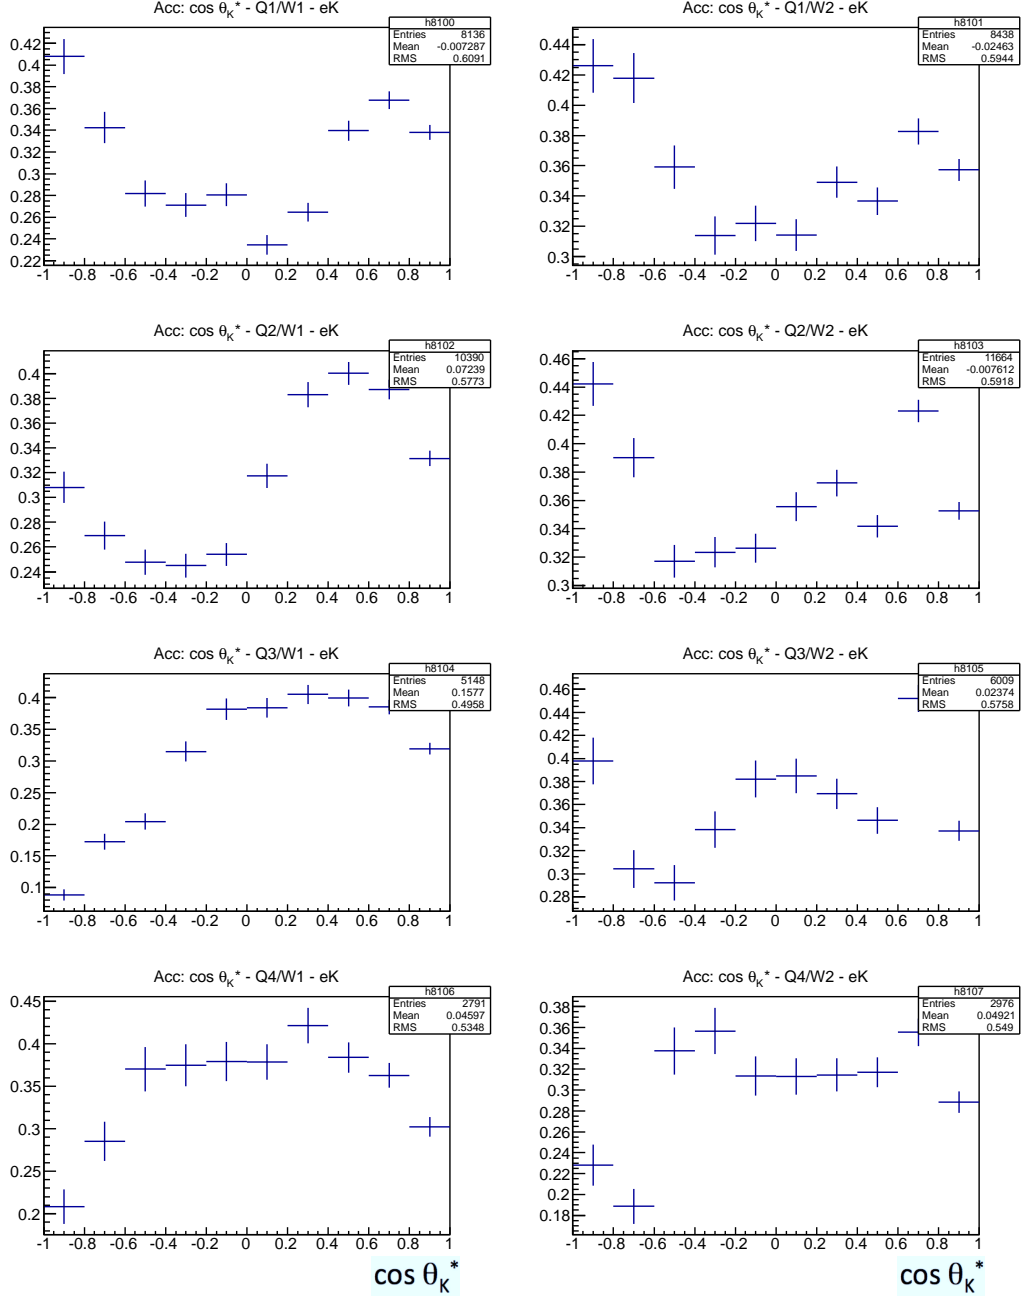 Acc: cos θK* - Q1/W1 - eK
h8100
Entries 8136
Mean -0.007287
RMS 0.6091
0.42
0.4
0.38
0.36
0.34
0.32
0.3
0.28
0.26
0.24
0.22
-1 -0.8 -0.6 -0.4 -0.2 0 0.2 0.4 0.6 0.8 1
Acc: cos θK* - Q1/W2 - eK
h8101
Entries 8438
Mean -0.02463
RMS 0.5944
0.44
0.42
0.4
0.38
0.36
0.34
0.32
0.3
-1 -0.8 -0.6 -0.4 -0.2 0 0.2 0.4 0.6 0.8 1
Acc: cos θK* - Q2/W1 - eK
h8102
Entries 10390
Mean 0.07239
RMS 0.5773
0.4
0.38
0.36
0.34
0.32
0.3
0.28
0.26
0.24
-1 -0.8 -0.6 -0.4 -0.2 0 0.2 0.4 0.6 0.8 1
Acc: cos θK* - Q2/W2 - eK
h8103
Entries 11664
Mean -0.007612
RMS 0.5918
0.46
0.44
0.42
0.4
0.38
0.36
0.34
0.32
0.3
-1 -0.8 -0.6 -0.4 -0.2 0 0.2 0.4 0.6 0.8 1
Acc: cos θK* - Q3/W1 - eK
h8104
Entries 5148
Mean 0.1577
RMS 0.4958
0.4
0.35
0.3
0.25
0.2
0.15
0.1
-1 -0.8 -0.6 -0.4 -0.2 0 0.2 0.4 0.6 0.8 1
Acc: cos θK* - Q3/W2 - eK
h8105
Entries 6009
Mean 0.02374
RMS 0.5758
0.46
0.44
0.42
0.4
0.38
0.36
0.34
0.32
0.3
0.28
-1 -0.8 -0.6 -0.4 -0.2 0 0.2 0.4 0.6 0.8 1
Acc: cos θK* - Q4/W1 - eK
h8106
Entries 2791
Mean 0.04597
RMS 0.5348
0.45
0.4
0.35
0.3
0.25
0.2
-1 -0.8 -0.6 -0.4 -0.2 0 0.2 0.4 0.6 0.8 1
cos θK*
Acc: cos θK* - Q4/W2 - eK
h8107
Entries 2976
Mean 0.04921
RMS 0.549
0.38
0.36
0.34
0.32
0.3
0.28
0.26
0.24
0.22
0.2
0.18
-1 -0.8 -0.6 -0.4 -0.2 0 0.2 0.4 0.6 0.8 1
cos θK*